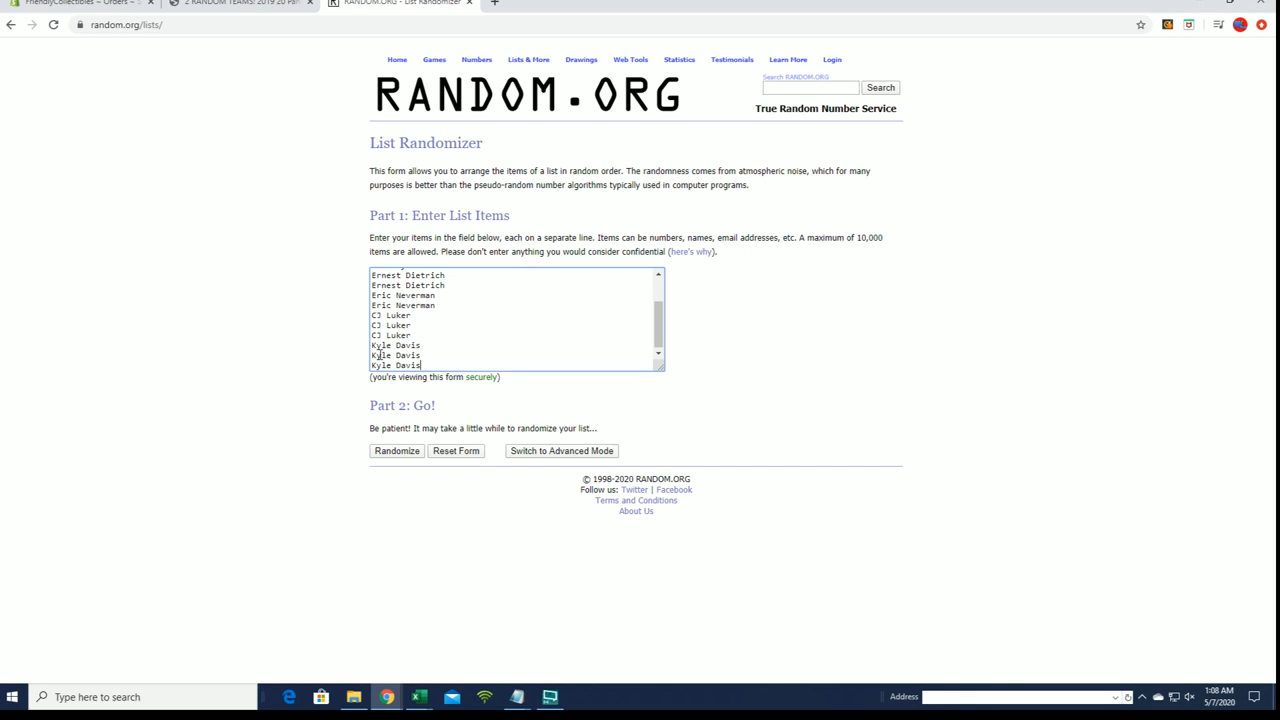 FriendlyCollectibles ~ Orders ~
2 RANDOM TEAMS: 2019 20
RANDOM.ORG - List Randomizer
random.org/lists/
Home Games Numbers Lists & More Drawings Web Tools Statistics Testimonials Learn More Login
RANDOM.ORG
Search RANDOM.ORG
Search
True Random Number Service
List Randomizer
This form allows you to arrange the items of a list in random order. The randomness comes from atmospheric noise, which for many
purposes is better than the pseudo-random number algorithms typically used in computer programs.
Part 1: Enter List Items
Enter your items in the field below, each on a separate line. Items can be numbers, names, email addresses, etc. A maximum of 10,000
items are allowed. Please don't enter anything you would consider confidential (here's why).
Ernest Dietrich
Ernest Dietrich
Eric Neverman
Eric Neverman
CJ Luker
CJ Luker
CJ Luker
Kyle Davis
Kyle Davis
Kyle Davis
(you're viewing this form securely)
Part 2: Go!
Be patient! It may take a little while to randomize your list...
Randomize Reset Form Switch to Advanced Mode
© 1998-2020 RANDOM.ORG
Follow us: Twitter | Facebook
Terms and Conditions
About Us
Type here to search
Address
1:08 AM
5/7/2020